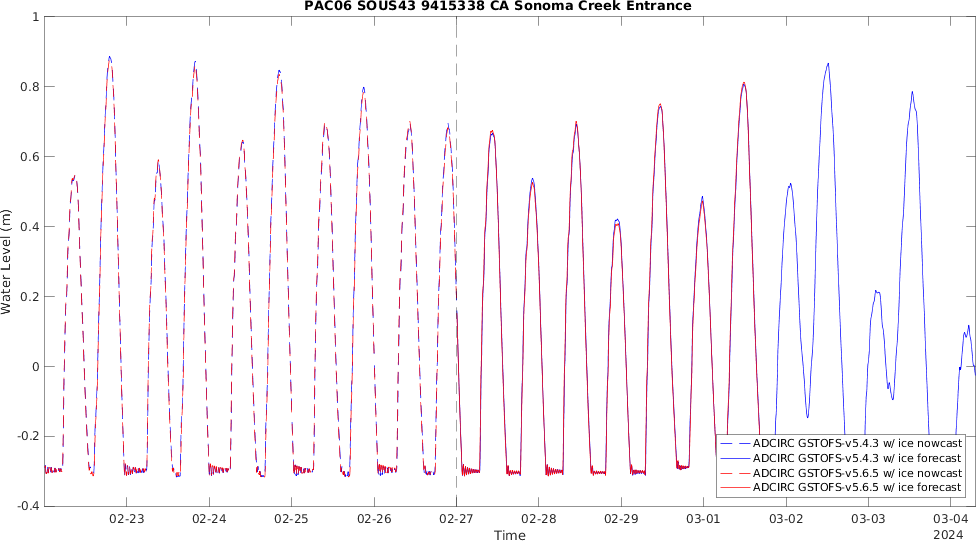 PAC06 SOUS43 9415338 CA Sonoma Creek Entrance
1
0.8
0.6
0.4
0.2
0
-0.2
-0.4
Water Level (m)
ADCIRC GSTOFS-v5.4.3 w/ ice nowcast
ADCIRC GSTOFS-v5.4.3 w/ ice forecast
ADCIRC GSTOFS-v5.6.5 w/ ice nowcast
ADCIRC GSTOFS-v5.6.5 w/ ice forecast
02-23 02-24 02-25 02-26 02-27 02-28 02-29 03-01 03-02 03-03 03-04
Time
2024